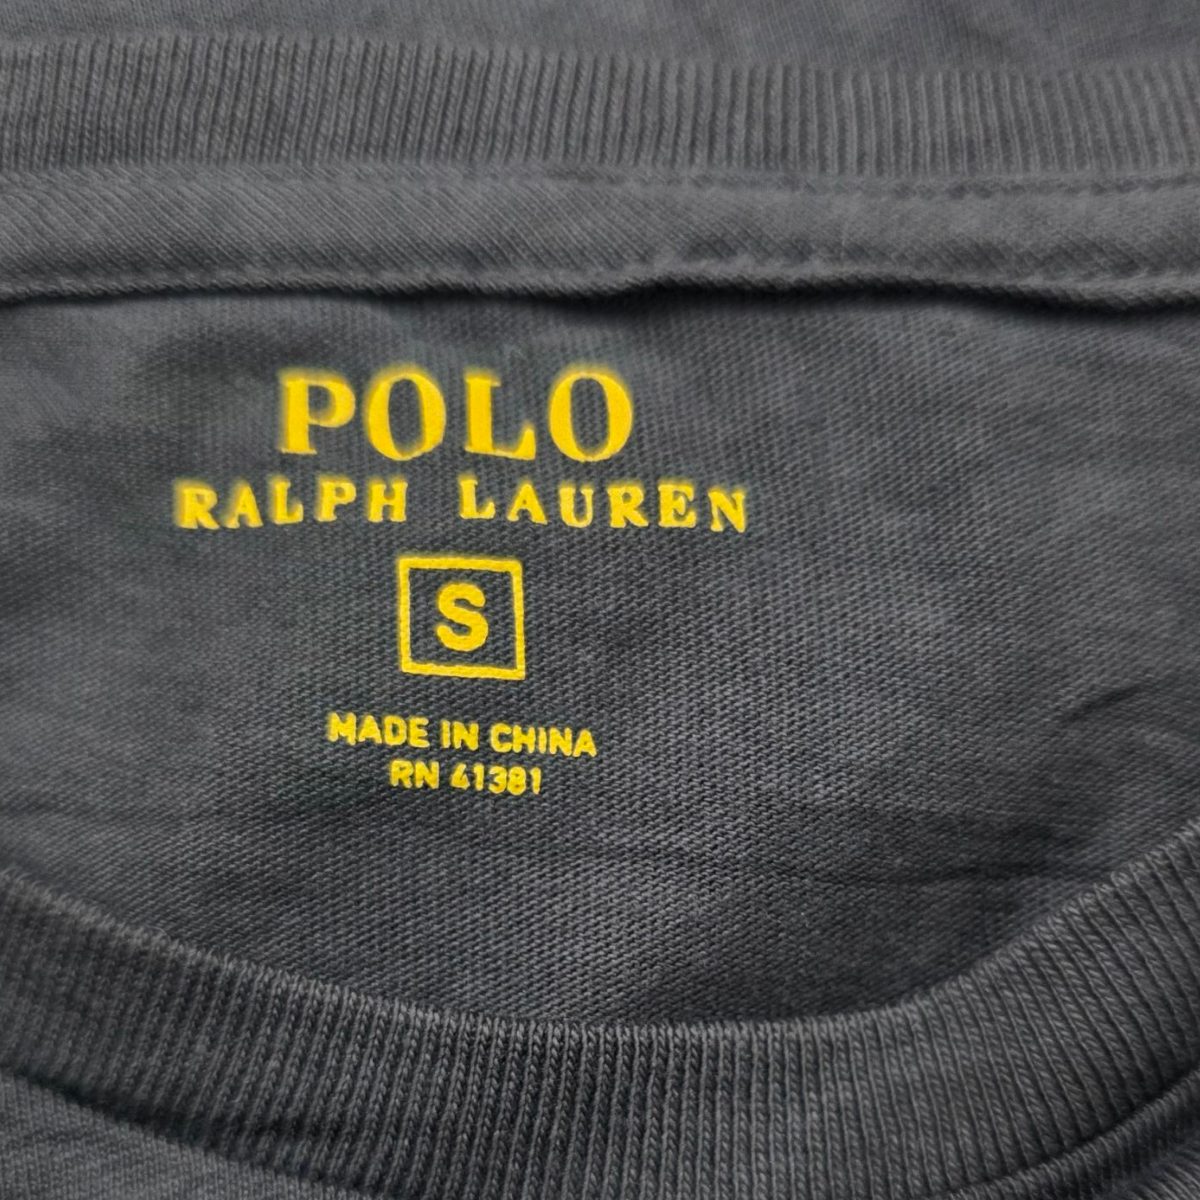 POLO
RALPH LAUREN
S
MADE IN CHINA
RN 41381